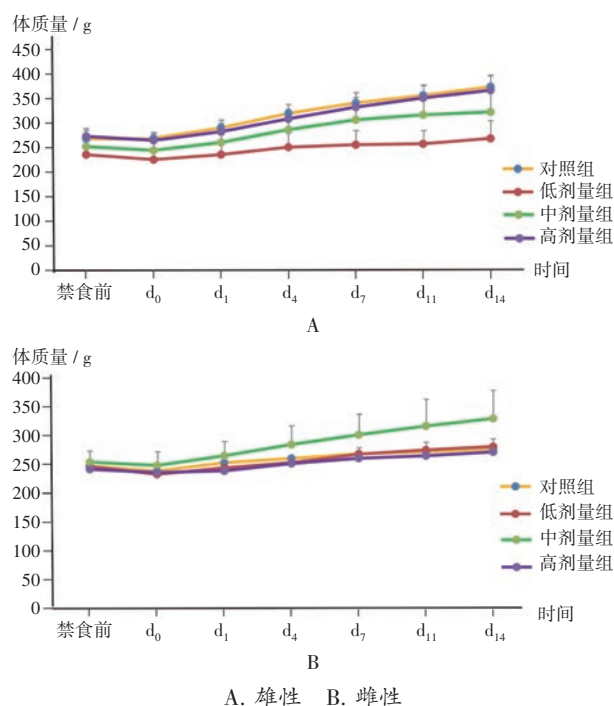 体质量 / g
450
400
350
300
250
200
150
100
50
0
对照组
低剂量组
中剂量组
高剂量组
时间
禁食前 d0 d1 d4 d7 d11 d14
A
体质量 / g
400
350
300
250
200
150
100
50
0
对照组
低剂量组
中剂量组
高剂量组
时间
禁食前 d0 d1 d4 d7 d11 d14
B
A. 雄性 B. 雌性